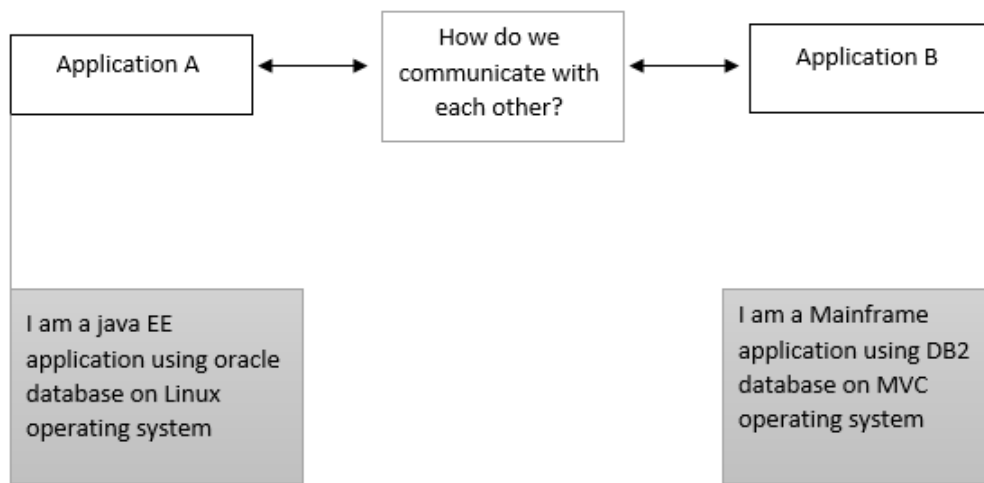 Application A
How do we
communicate with
each other?
Application B
I am a java EE
application using oracle
database on Linux
operating system
I am a Mainframe
application using DB2
database on MVC
operating system